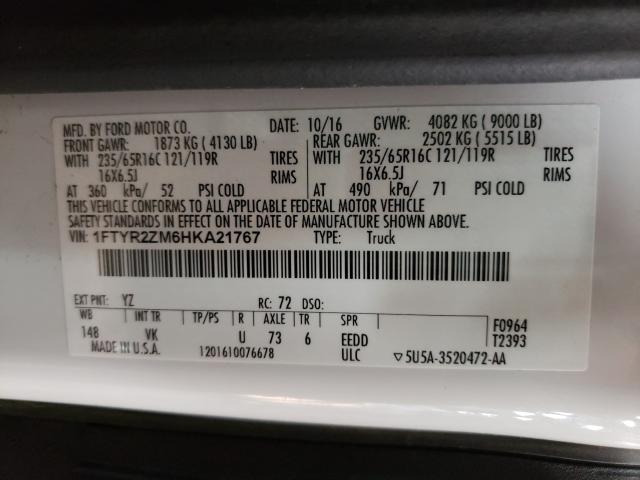 MFD. BY FORD MOTOR CO. DATE: 10/16 GVWR: 4082 KG ( 9000 LB)
FRONT GAWR: 1873 KG ( 4130 LB) REAR GAWR: 2502 KG ( 5515 LB)
WITH 235/65R16C 121/119R TIRES WITH 235/65R16C 121/119R TIRES
16X6.5J RIMS 16X6.5J RIMS
AT 360 kPa/ 52 PSI COLD AT 490 kPa/ 71 PSI COLD
THIS VEHICLE CONFORMS TO ALL APPLICABLE FEDERAL MOTOR VEHICLE
SAFETY STANDARDS IN EFFECT ON THE DATE OF MANUFACTURE SHOWN ABOVE.
VIN: 1FTYR2ZM6HKA21767 TYPE: Truck
EXT PNT: YZ RC: 72 DSO:
WB INT TR TP/PS R AXLE TR SPR F0964
148 VK U 73 6 EEDD T2393
MADE IN U.S.A. 1201610076678 ULC ▽5U5A-3520472-AA